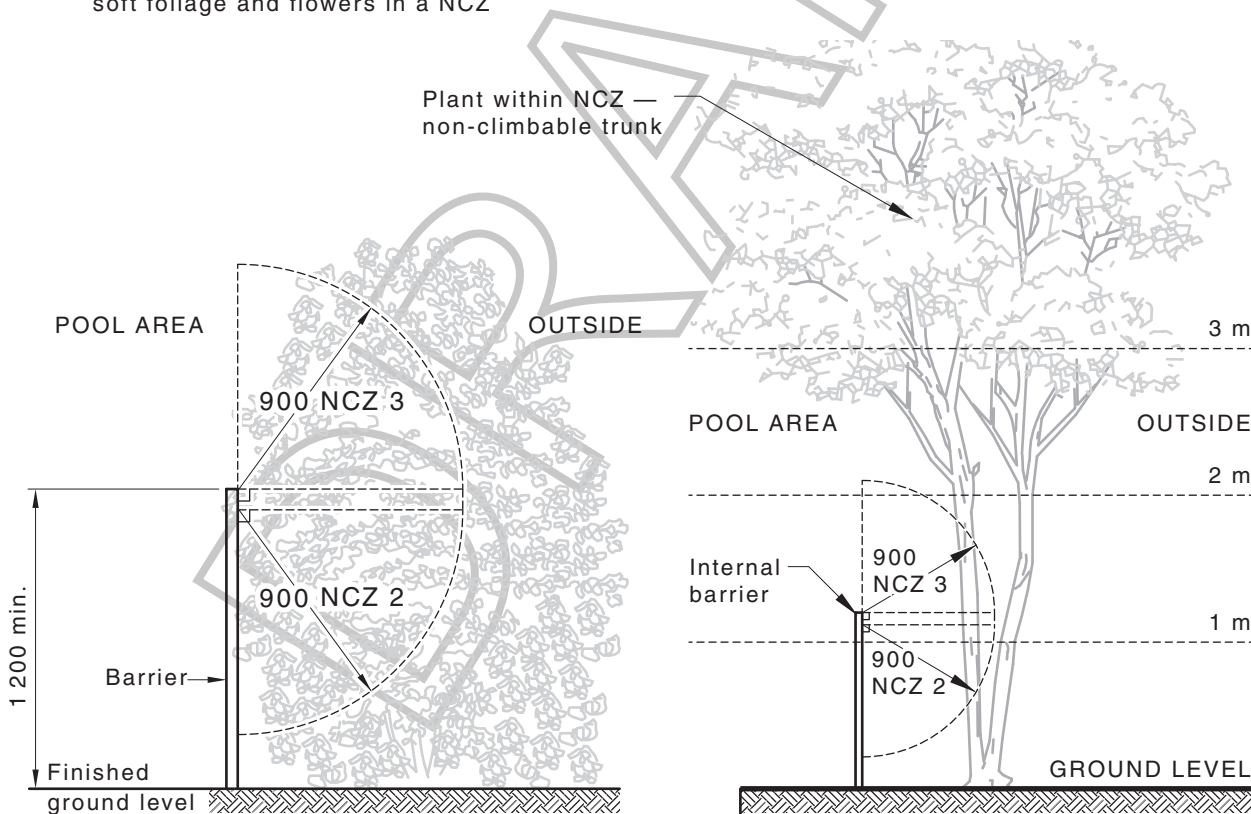 soft foliage and flowers in a NCZ
Plant within NCZ —
non-climbable trunk
POOL AREA
OUTSIDE
900 NCZ 3
900 NCZ 2
1 200 min.
Barrier
Finished
ground level
3 m
POOL AREA
OUTSIDE
2 m
Internal
barrier
900
NCZ 3
1 m
900
NCZ 2
GROUND LEVEL
DRA